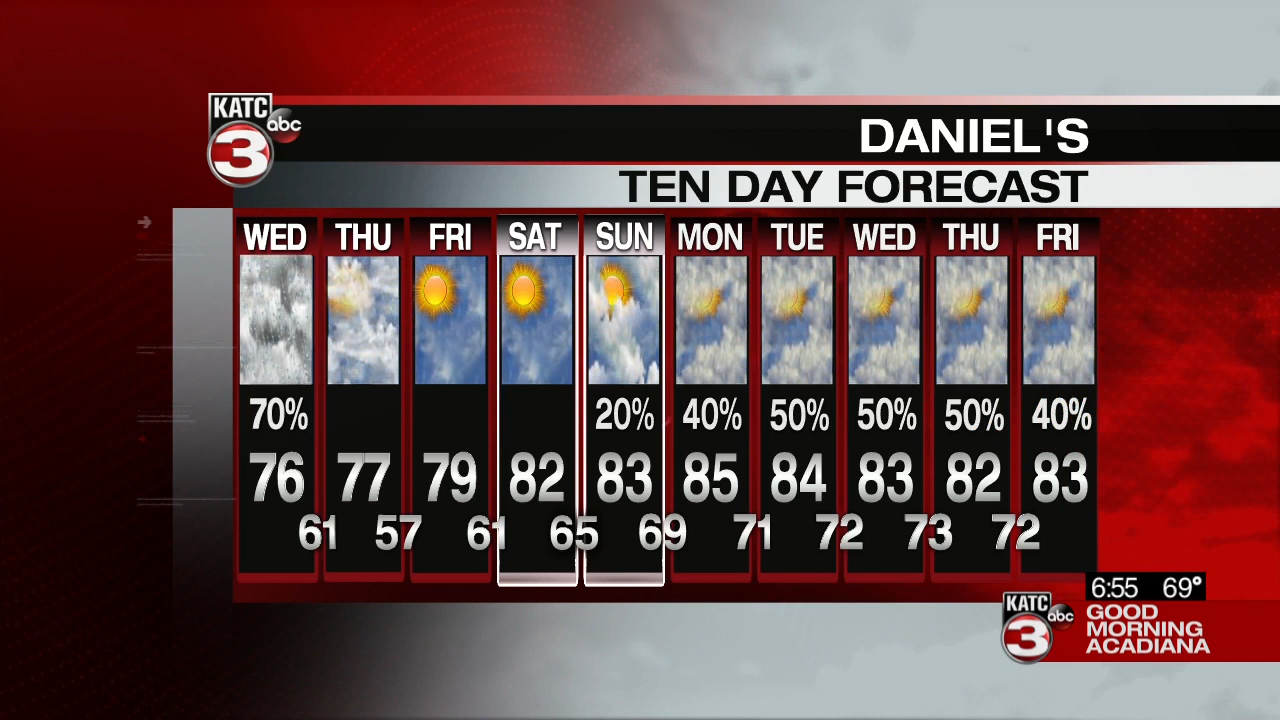 KATC
abc
3
DANIEL'S
TEN DAY FORECAST
WED THU FRI SAT SUN MON TUE WED THU FRI
70% 20% 40% 50% 50% 50% 40%
76 77 79 82 83 85 84 83 82 83
61 57 61 65 69 71 72 73 72
6:55 69°
KATC
abc
3
GOOD
MORNING
ACADIANA